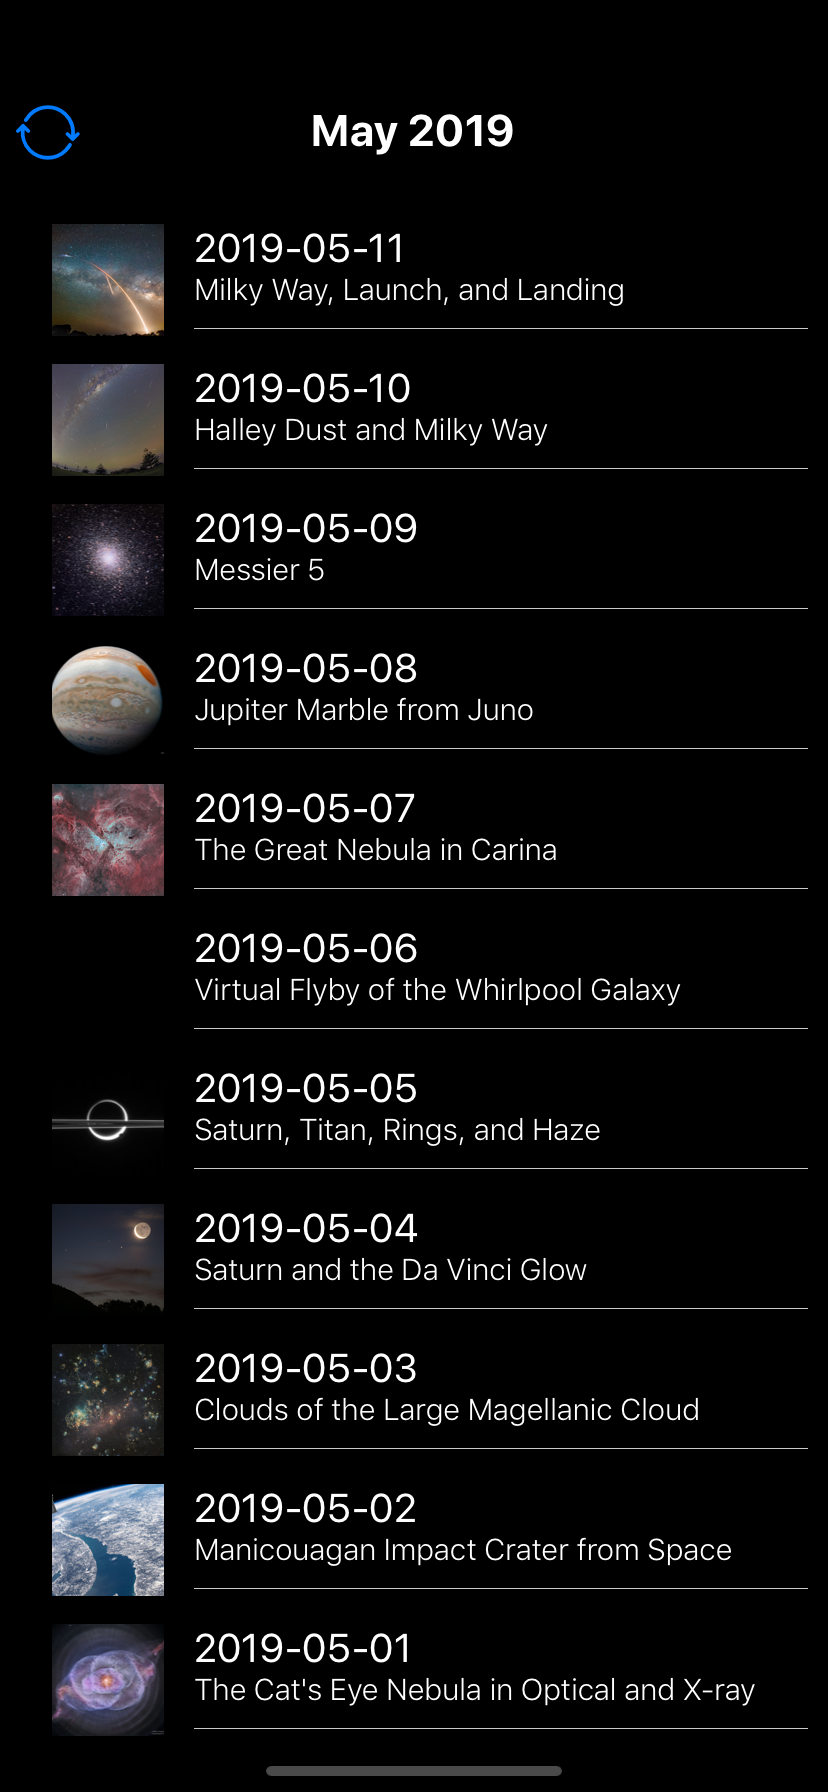 May 2019
2019-05-11
Milky Way, Launch, and Landing
2019-05-10
Halley Dust and Milky Way
2019-05-09
Messier 5
2019-05-08
Jupiter Marble from Juno
2019-05-07
The Great Nebula in Carina
2019-05-06
Virtual Flyby of the Whirlpool Galaxy
2019-05-05
Saturn, Titan, Rings, and Haze
2019-05-04
Saturn and the Da Vinci Glow
2019-05-03
Clouds of the Large Magellanic Cloud
2019-05-02
Manicouagan Impact Crater from Space
2019-05-01
The Cat's Eye Nebula in Optical and X-ray